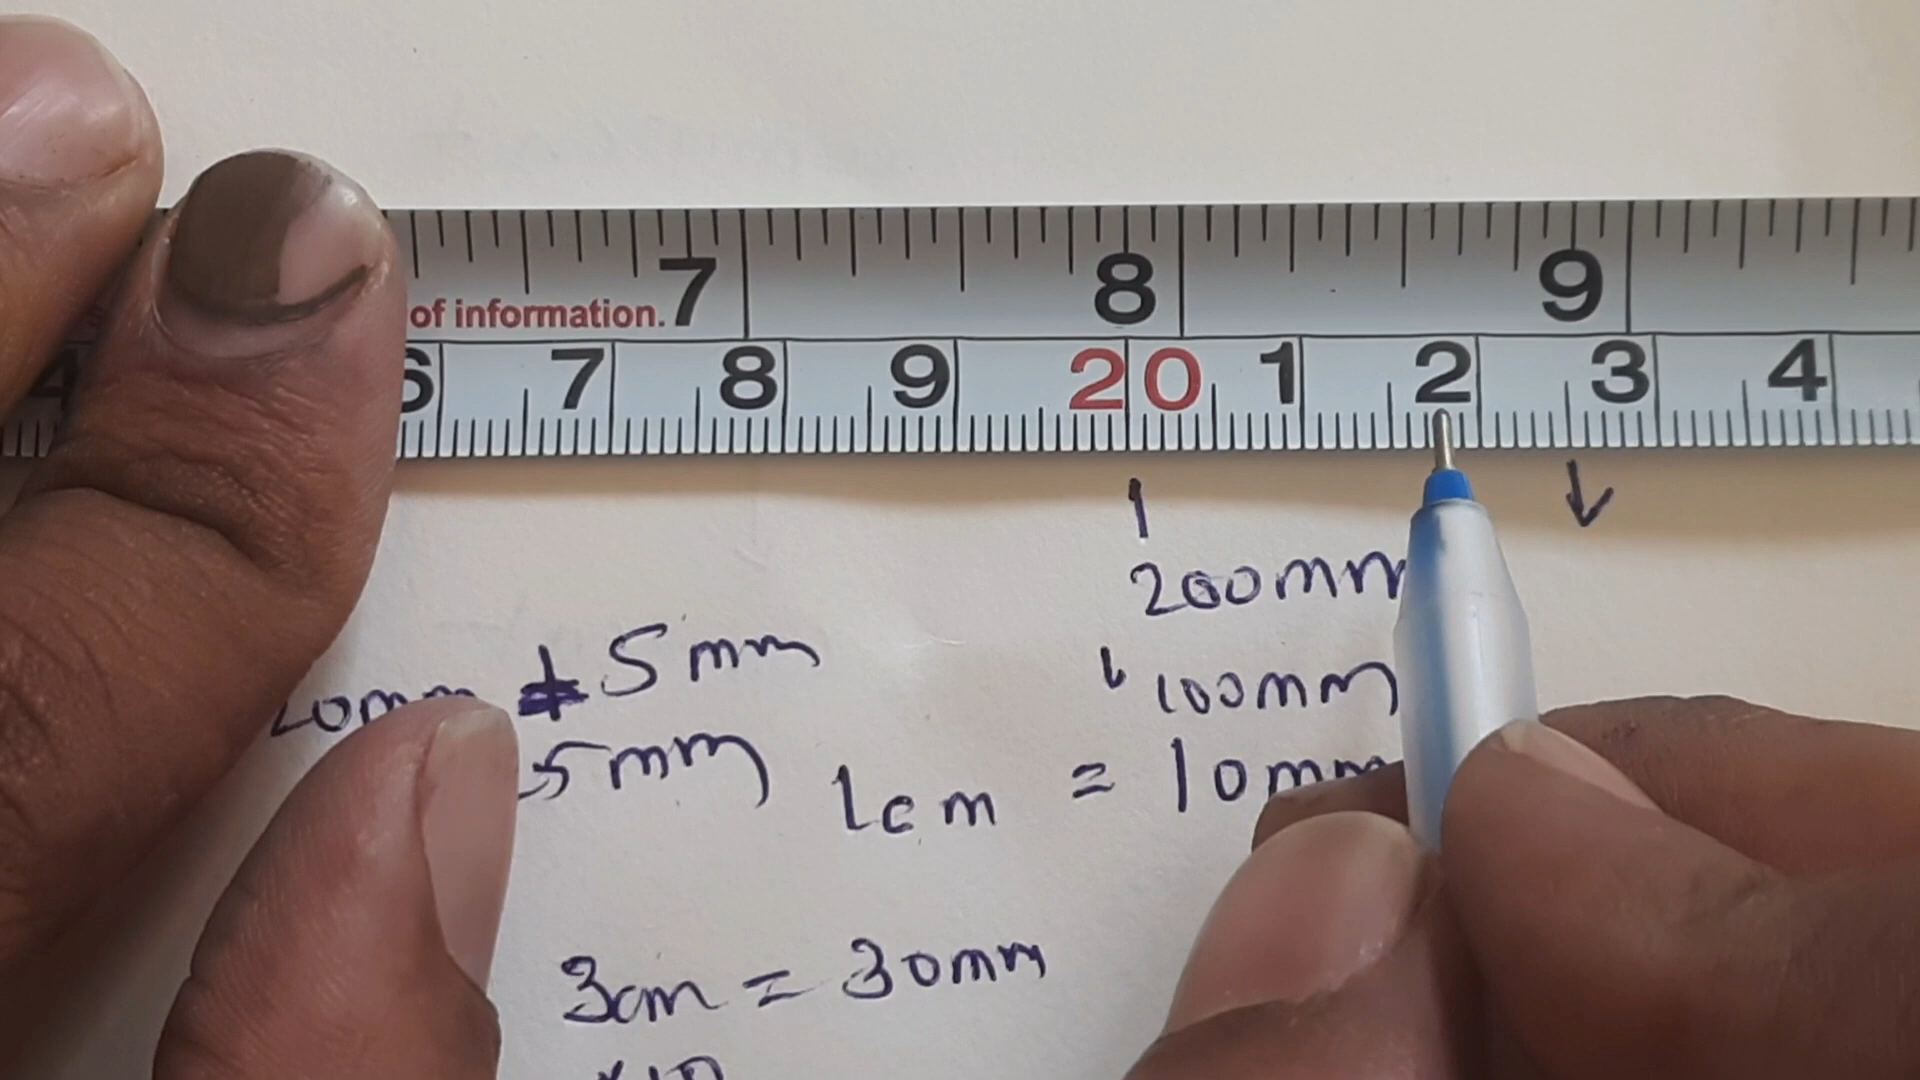 of information. 7 8 9
6 7 8 9 20 1 2 3 4
200mm
5mm
100mm
5mm
1cm = 10mm
3cm = 30mm